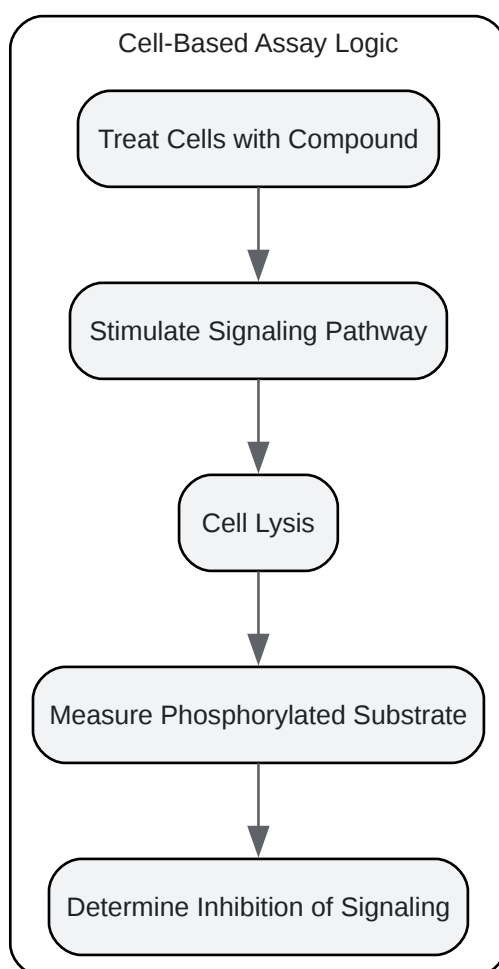 Cell-Based Assay Logic
Treat Cells with Compound
Stimulate Signaling Pathway
Cell Lysis
Measure Phosphorylated Substrate
Determine Inhibition of Signaling